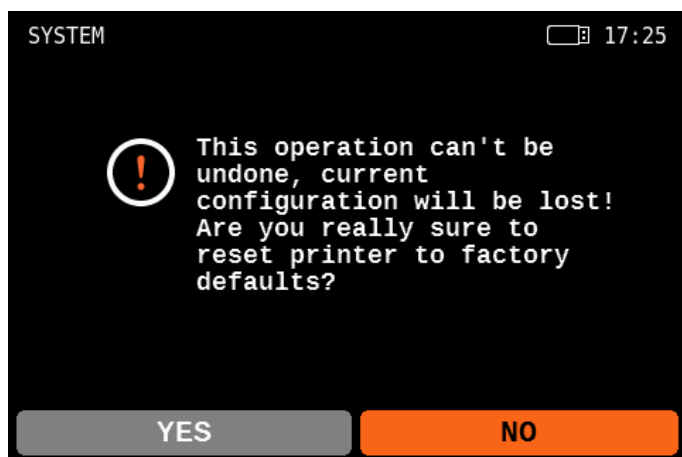 SYSTEM 17:25
This operation can't be
undone, current
configuration will be lost!
Are you really sure to
reset printer to factory
defaults?
YES NO